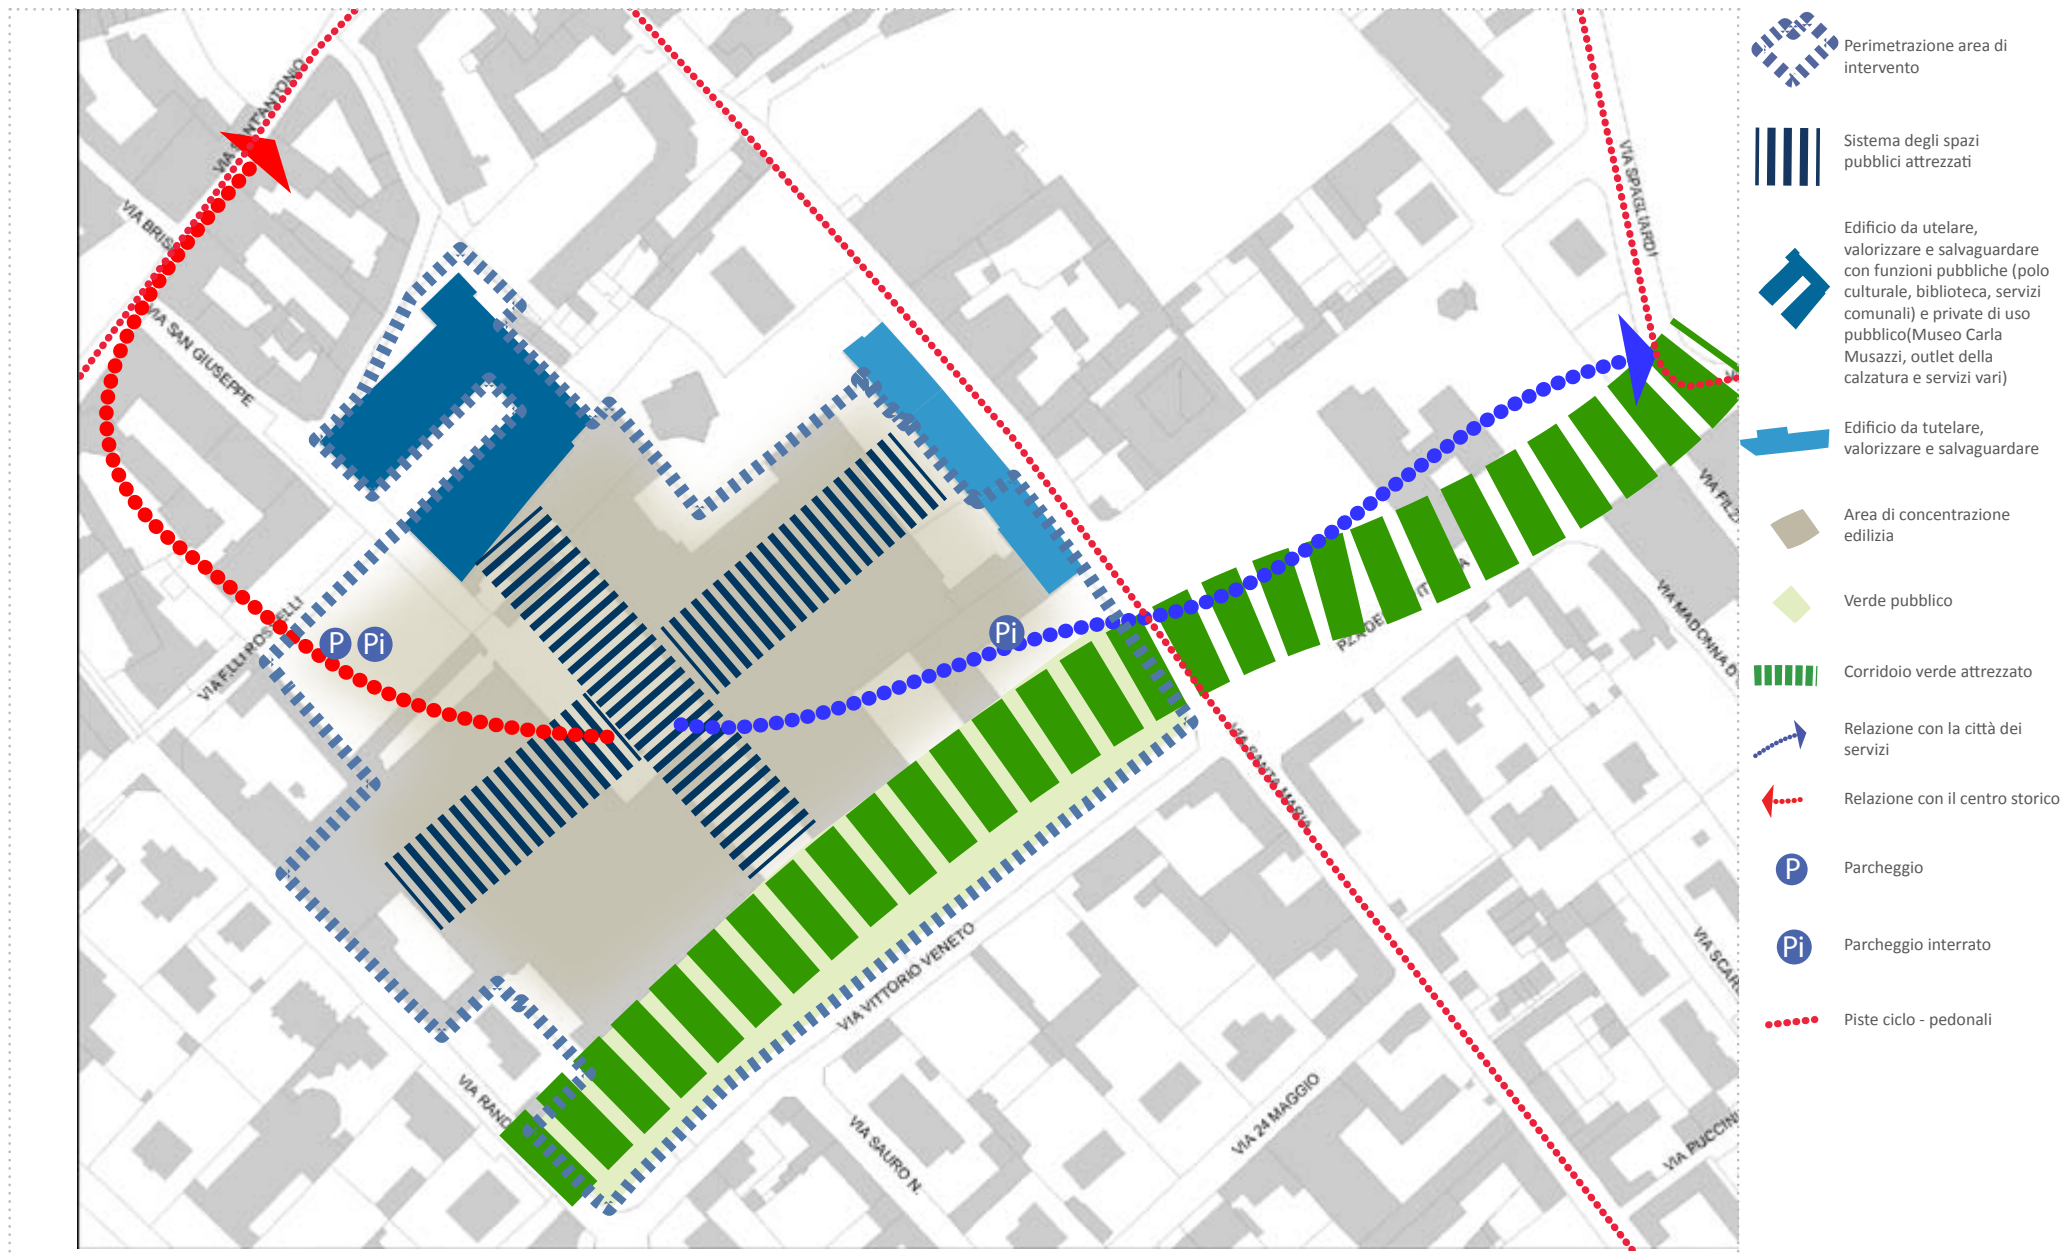 VIA SAN GIUSEPPE
VIA SPAGLIARDI
VIA SANTA MARIA
VIA VITTORIO VENETO
VIA SAURO N.
VIA 24 MAGGIO
VIA MADONNA D
P
Pi
Pi
Perimetrazione area di
intervento
Sistema degli spazi
pubblici attrezzati
Edificio da utelare,
valorizzare e salvaguardare
con funzioni pubbliche (polo
culturale, biblioteca, servizi
comunali) e private di uso
pubblico(Museo Carla
Musazzi, outlet della
calzatura e servizi vari)
Edificio da tutelare,
valorizzare e salvaguardare
Area di concentrazione
edilizia
Verde pubblico
Corridoio verde attrezzato
Relazione con la città dei
servizi
Relazione con il centro storico
P
Parcheggio
Pi
Parcheggio interrato
Piste ciclo - pedonali